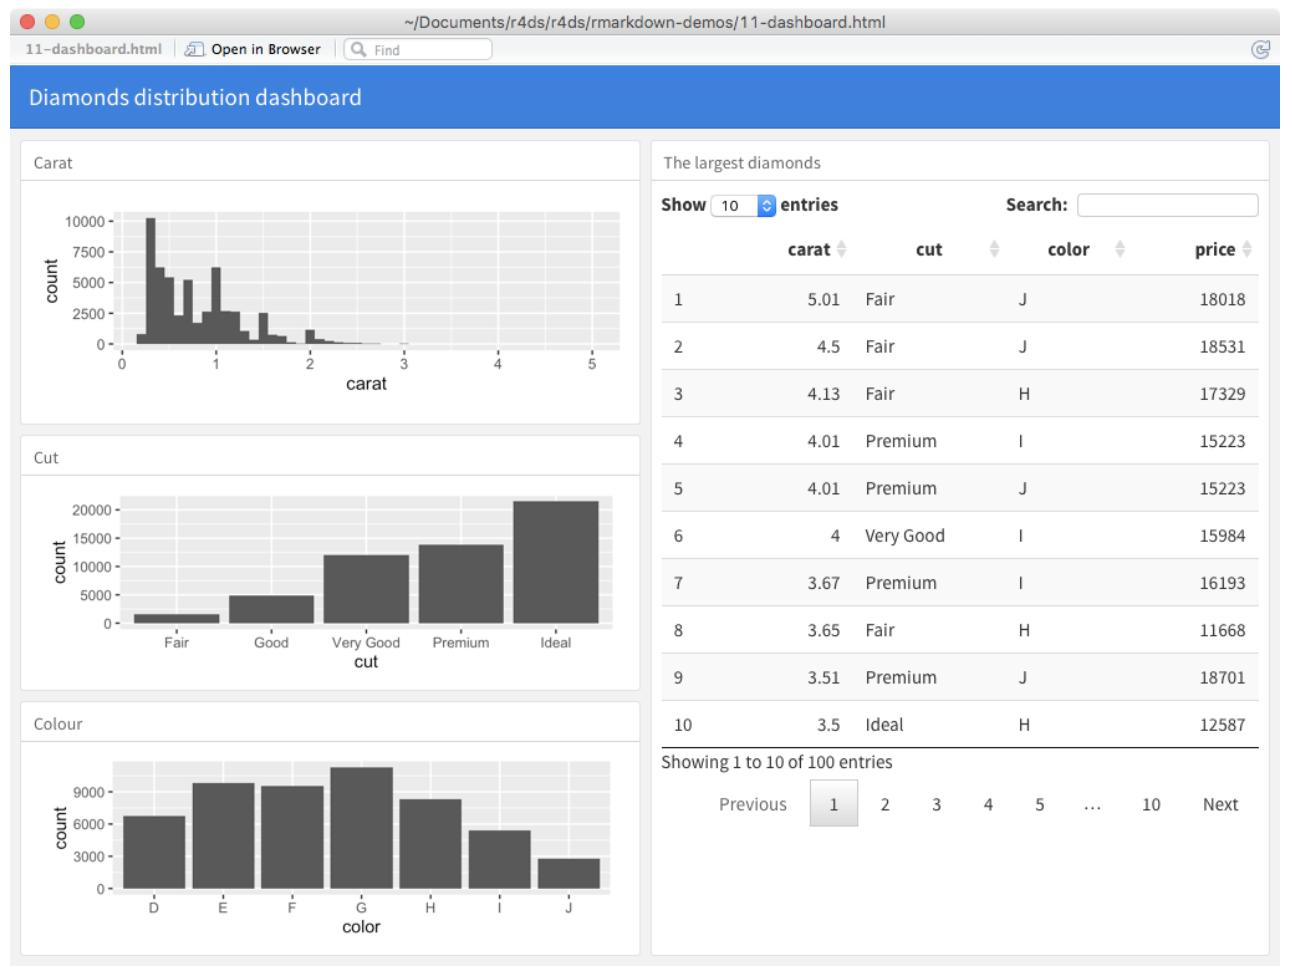 ~/Documents/r4ds/r4ds/rmarkdown-demos/11-dashboard.html
11-dashboard.html Open in Browser Find
Diamonds distribution dashboard
Carat
10000
7500
5000
2500
0
count
0 1 2 3 4 5
carat
Cut
20000
15000
10000
5000
0
count
Fair Good Very Good Premium Ideal
cut
Colour
9000
6000
3000
0
count
D E F G H I J
color
The largest diamonds
Show 10 entries Search:
carat cut color price
1 5.01 Fair J 18018
2 4.5 Fair J 18531
3 4.13 Fair H 17329
4 4.01 Premium I 15223
5 4.01 Premium J 15223
6 4 Very Good I 15984
7 3.67 Premium I 16193
8 3.65 Fair H 11668
9 3.51 Premium J 18701
10 3.5 Ideal H 12587
Showing 1 to 10 of 100 entries
Previous 1 2 3 4 5 ... 10 Next